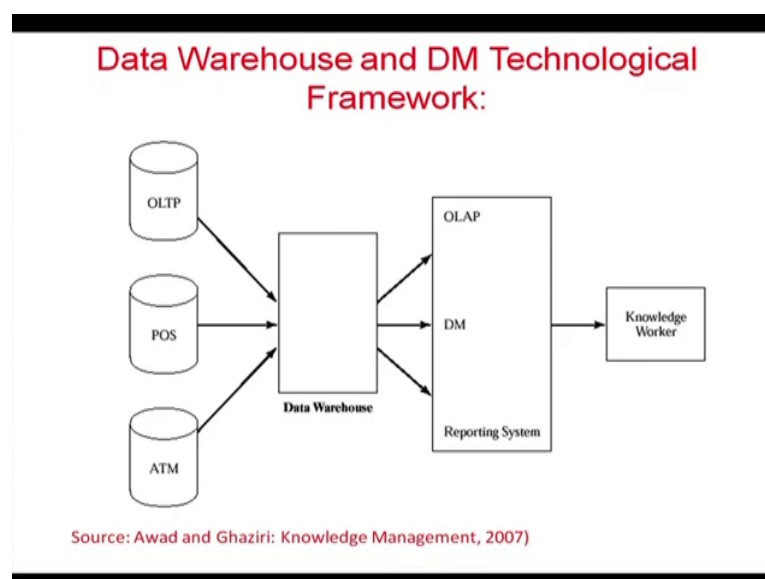 Data Warehouse and DM Technological
Framework:
OLTP
POS
ATM
Data Warehouse
OLAP
DM
Reporting System
Knowledge
Worker
Source: Awad and Ghaziri: Knowledge Management, 2007)